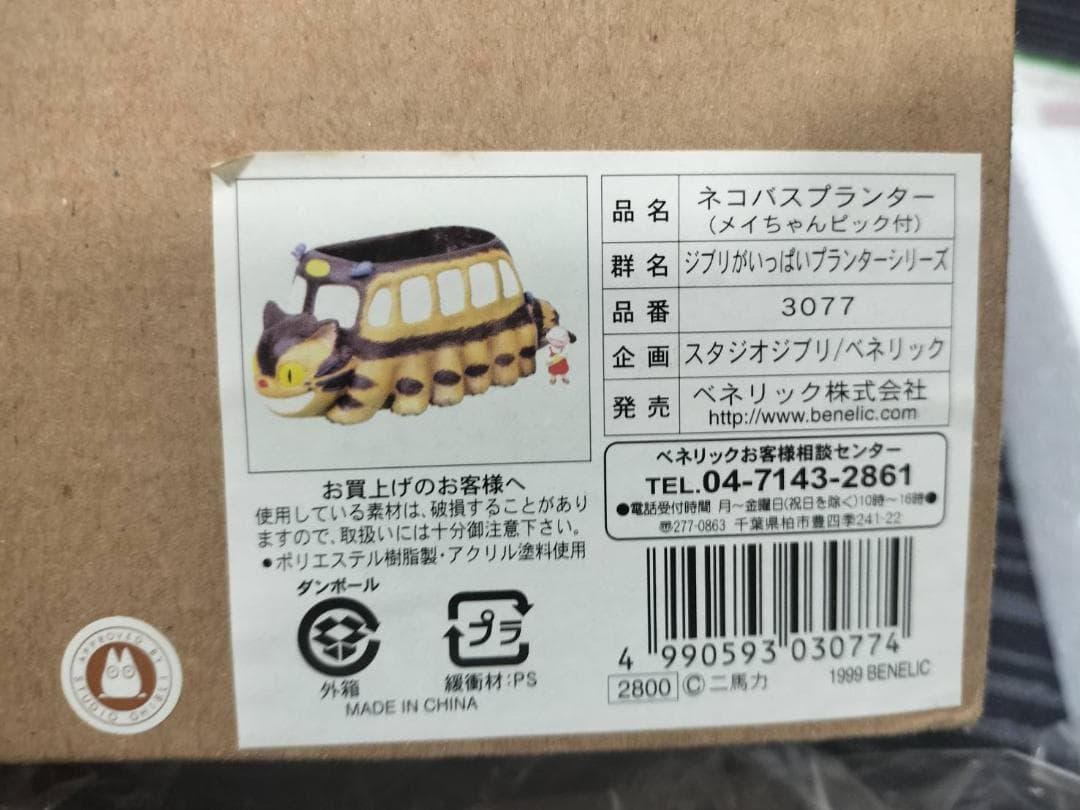 品名 ネコバスプランター
(メイちゃんピック付)
群名 ジブリがいっぱいプランターシリーズ
品番 3077
企画 スタジオジブリ/ベネリック
発売 ベネリック株式会社
http://www.benelic.com
ベネリックお客様相談センター
TEL.04-7143-2861
●電話受付時間 月~金曜日(祝日を除く)10時~16時●
〠277-0863 千葉県柏市豊四季241-22
お買上げのお客様へ
使用している素材は、破損することがあり
ますので、取扱いには十分御注意下さい。
●ポリエステル樹脂製・アクリル塗料使用
ダンボール
外箱
プラ
緩衝材:PS
MADE IN CHINA
4 990593 030774
2800 ©二馬力 1999 BENELIC
APPROVED BY STUDIO GHIBLI